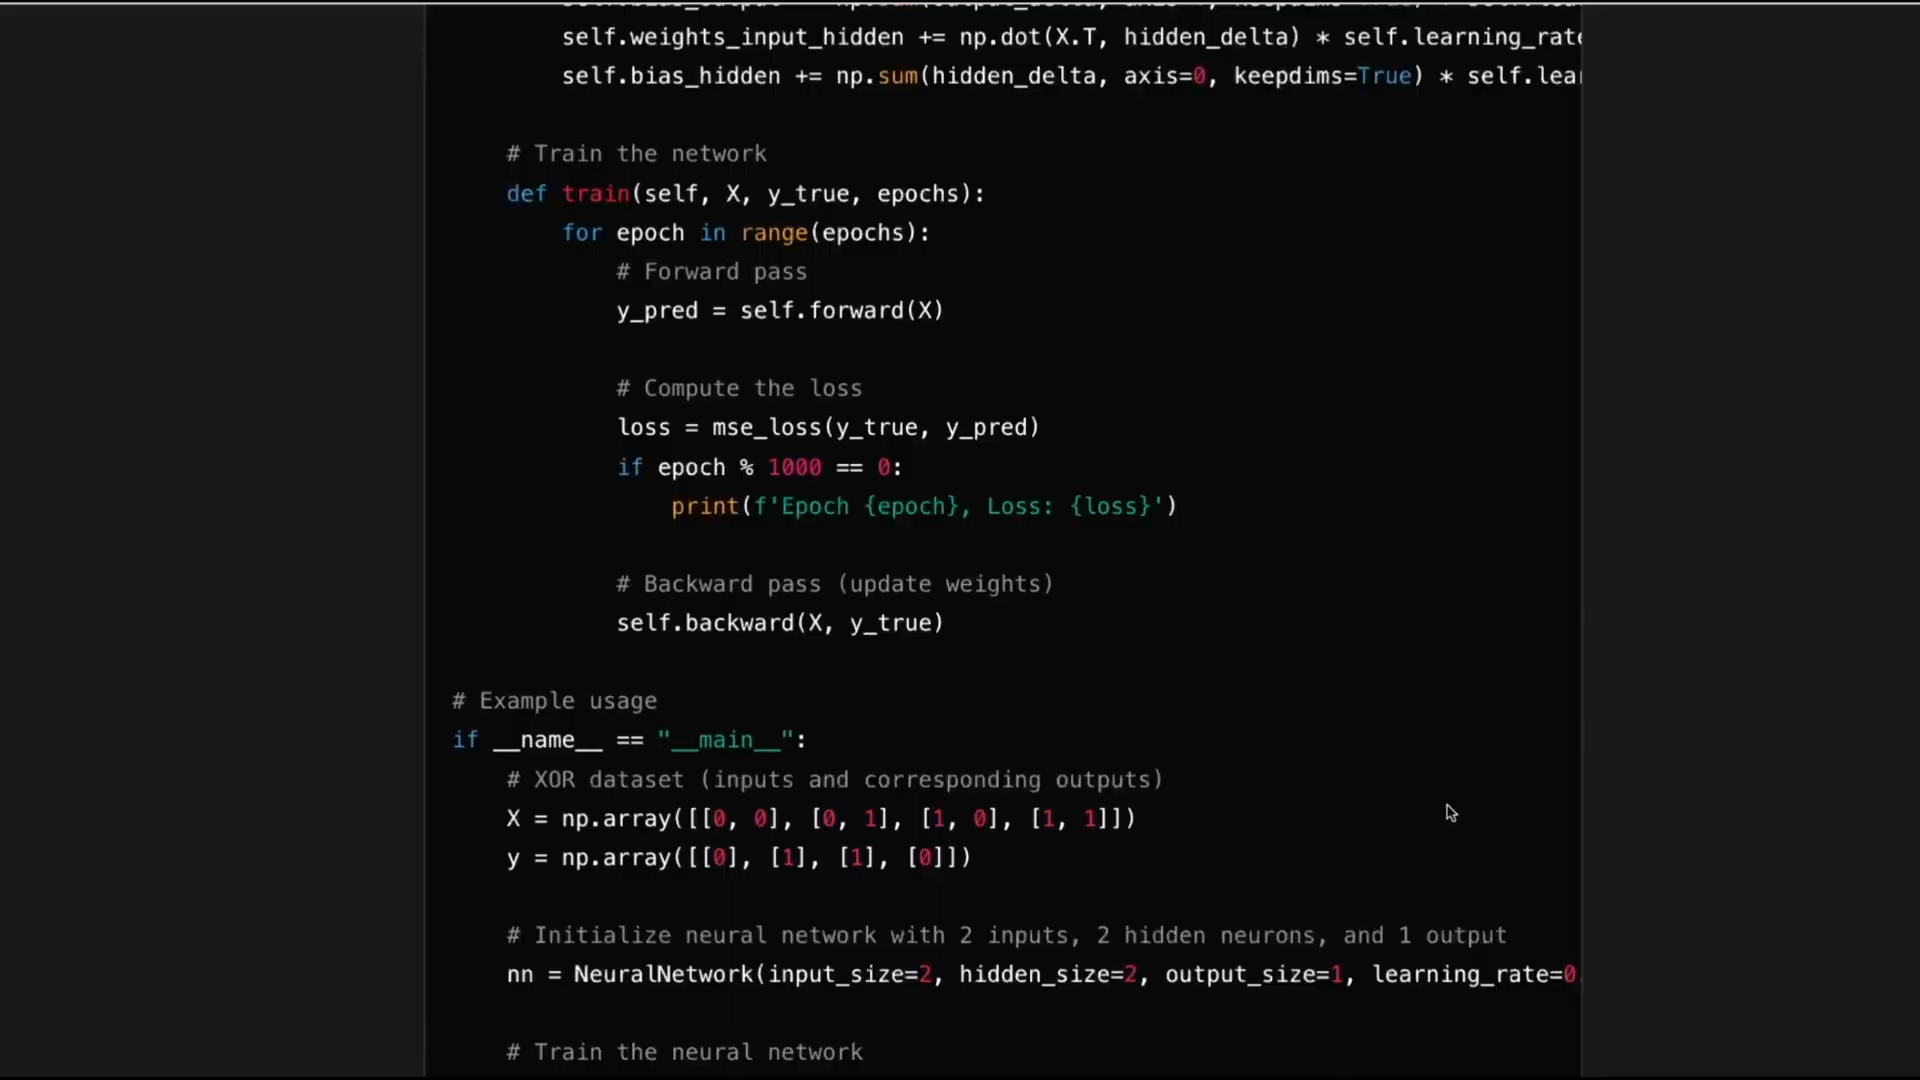 self.weights_input_hidden += np.dot(X.T, hidden_delta) * self.learning_rate
self.bias_hidden += np.sum(hidden_delta, axis=0, keepdims=True) * self.lear
# Train the network
def train(self, X, y_true, epochs):
for epoch in range(epochs):
# Forward pass
y_pred = self.forward(X)
# Compute the loss
loss = mse_loss(y_true, y_pred)
if epoch % 1000 == 0:
print(f'Epoch {epoch}, Loss: {loss}')
# Backward pass (update weights)
self.backward(X, y_true)
# Example usage
if __name__ == "__main__":
# XOR dataset (inputs and corresponding outputs)
X = np.array([[0, 0], [0, 1], [1, 0], [1, 1]])
y = np.array([[0], [1], [1], [0]])
# Initialize neural network with 2 inputs, 2 hidden neurons, and 1 output
nn = NeuralNetwork(input_size=2, hidden_size=2, output_size=1, learning_rate=0.
# Train the neural network